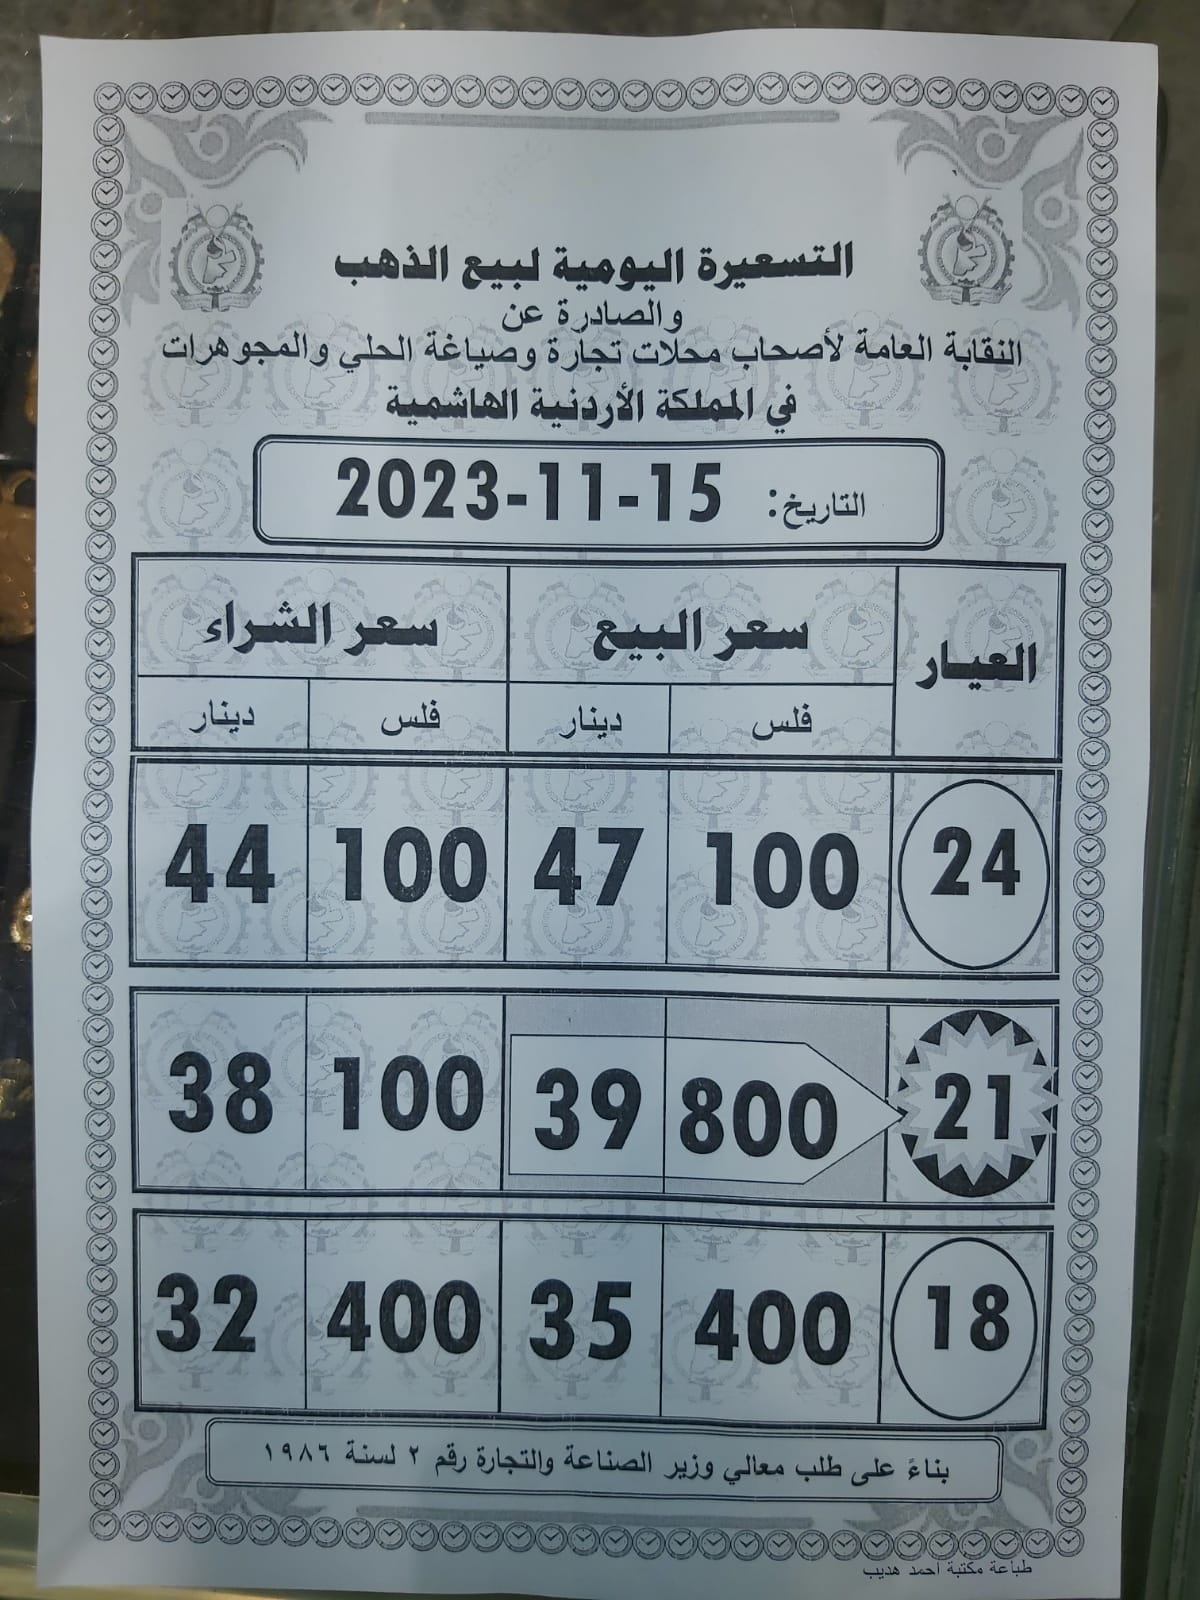 التسعيرة اليومية لبيع الذهب
والصادرة عن
النقابة العامة لأصحاب محلات تجارة وصياغة الحلي والمجوهرات
في المملكة الأردنية الهاشمية
التاريخ: 15-11-2023
العيار سعر البيع سعر الشراء
فلس دينار فلس دينار
24 100 47 100 44
21 800 39 100 38
18 400 35 400 32
بناءً على طلب معالي وزير الصناعة والتجارة رقم ٢ لسنة ١٩٨٦
طباعة مكتبة احمد هديب